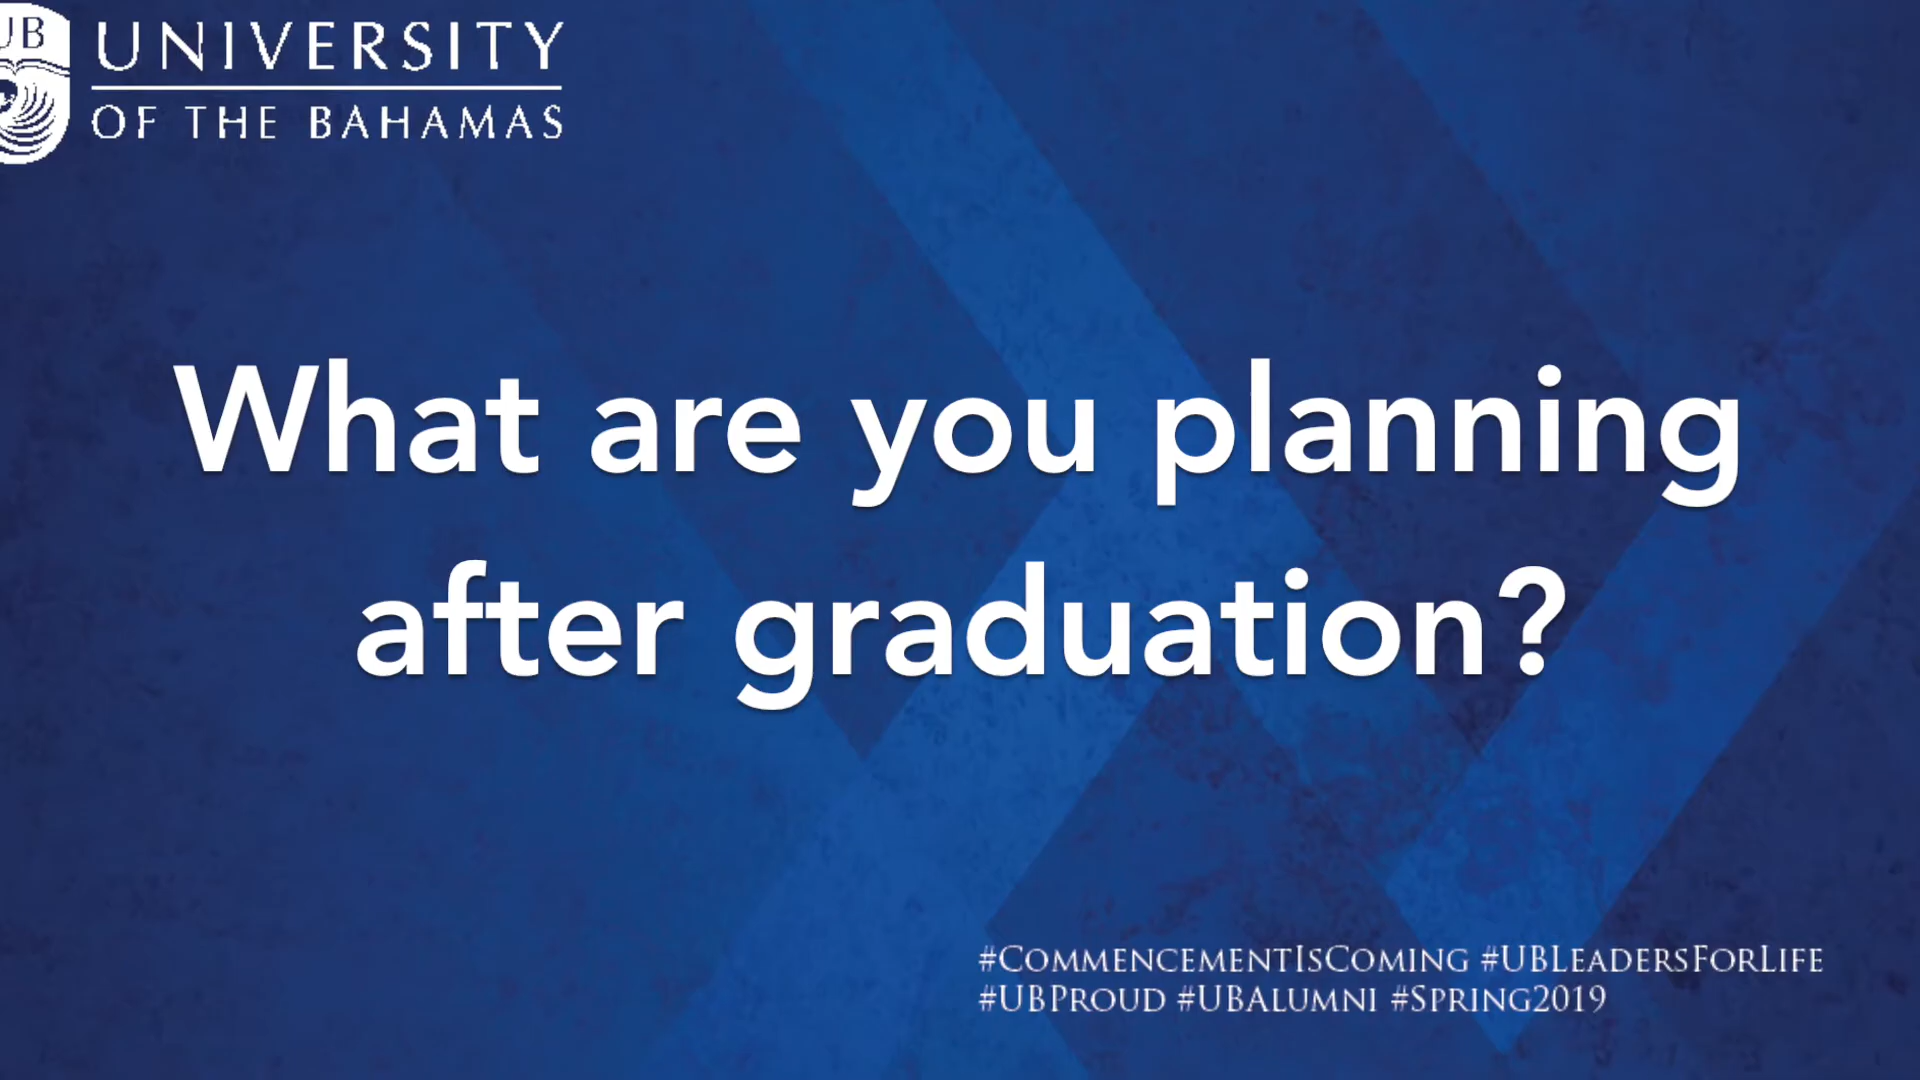 UB
UNIVERSITY
OF THE BAHAMAS
What are you planning
after graduation?
#CommencementIsComing #UBLeadersForLife
#UBProud #UBAlumni #Spring2019